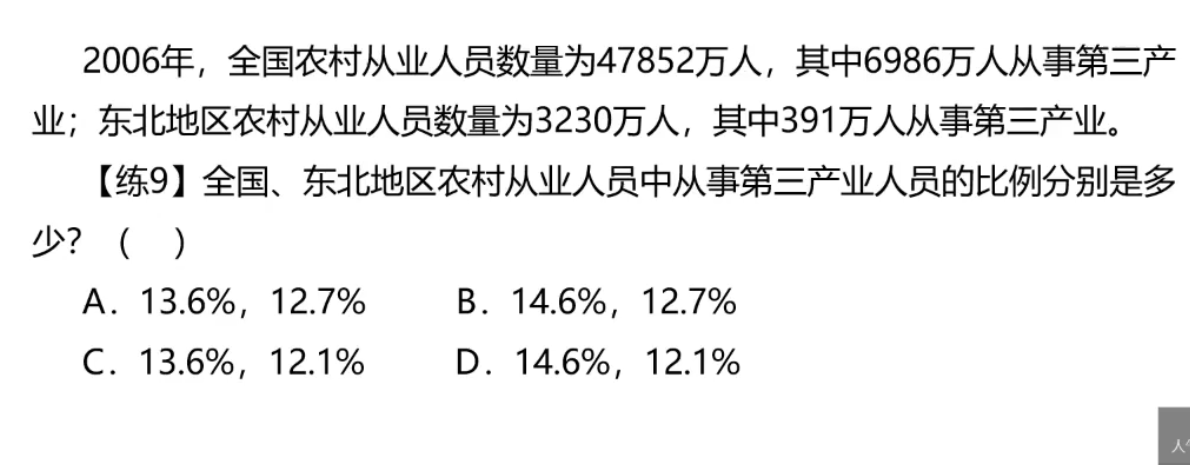 2006年，全国农村从业人员数量为47852万人，其中6986万人从事第三产
业；东北地区农村从业人员数量为3230万人，其中391万人从事第三产业。
【练9】全国、东北地区农村从业人员中从事第三产业人员的比例分别是多
少？（　）
A．13.6%，12.7%　　B．14.6%，12.7%
C．13.6%，12.1%　　D．14.6%，12.1%
人